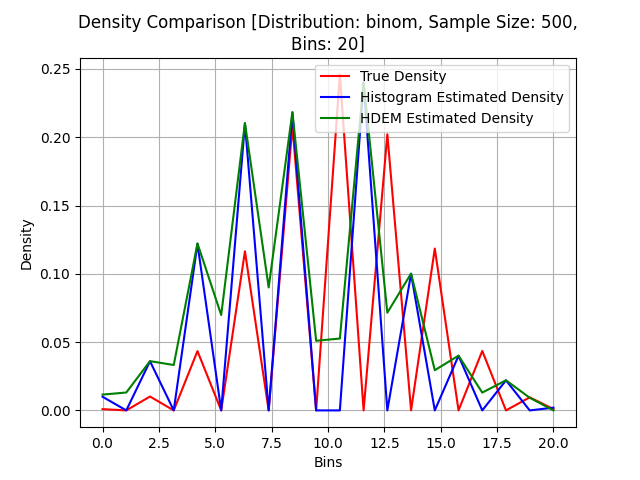 Density Comparison [Distribution: binom, Sample Size: 500,
Bins: 20]
True Density
Histogram Estimated Density
HDEM Estimated Density
Density
0.25
0.20
0.15
0.10
0.05
0.00
0.0 2.5 5.0 7.5 10.0 12.5 15.0 17.5 20.0
Bins